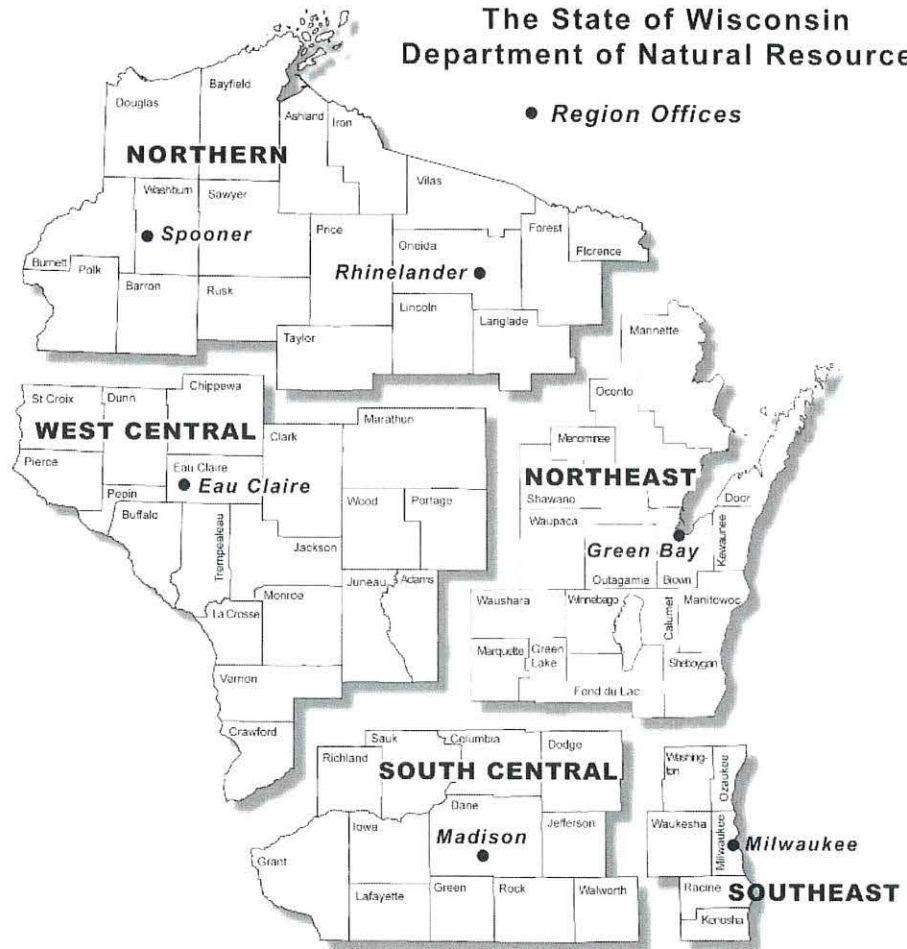 The State of Wisconsin
Department of Natural Resource
Region Offices
Bayfield
Douglas
Ashland
Iron
NORTHERN
Vilas
Washburn
Sawyer
Spooner
Price
Oneida
Forest
Florence
Burnett
Polk
Rhinelander
Barron
Rusk
Lincoln
Langlade
Taylor
Marinette
St Croix
Dunn
Chippewa
Oconto
Marathon
WEST CENTRAL
Clark
Menominee
Pierce
Eau Claire
Eau Claire
NORTHEAST
Pepin
Wood
Portage
Shawano
Door
Buffalo
Waupaca
Trempealeau
Jackson
Green Bay
Kewaunee
Juneau
Adams
Outagamie
Brown
Monroe
Waushara
Winnebago
Calumet
Manitowoc
La Crosse
Marquette
Green
Lake
Sheboygan
Vernon
Fond du Lac
Crawford
Sauk
Columbia
Dodge
Richland
SOUTH CENTRAL
Washing-
ton
Ozaukee
Dane
Iowa
Madison
Jefferson
Waukesha
Milwaukee
Milwaukee
Grant
Lafayette
Green
Rock
Walworth
Racine
SOUTHEAST
Kenosha